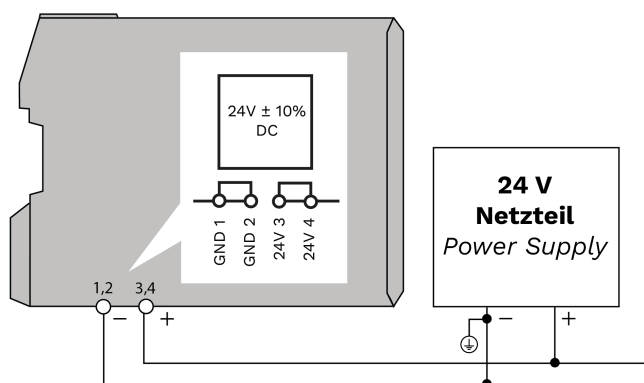 24V ± 10%
DC
GND 1
GND 2
24V 3
24V 4
1,2
3,4
−
+
24 V
Netzteil
Power Supply
−
+